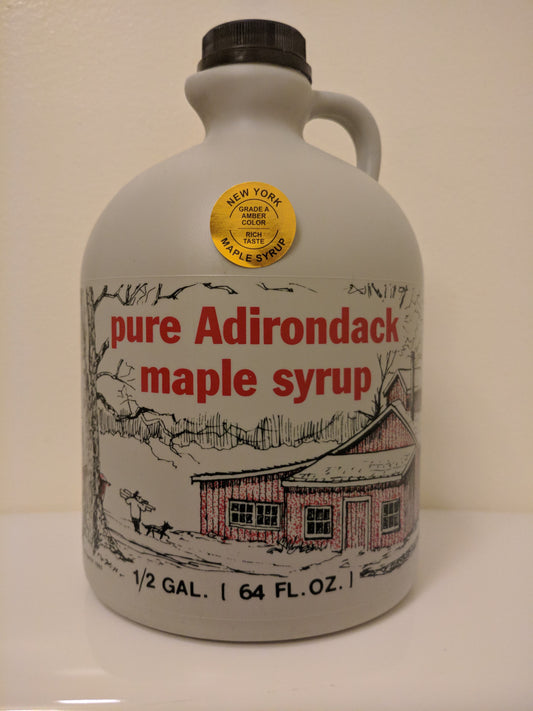 NEW YORK
GRADE A
AMBER
COLOR
RICH
TASTE
MAPLE SYRUP
pure Adirondack
maple syrup
1/2 GAL. [ 64 FL.OZ. ]